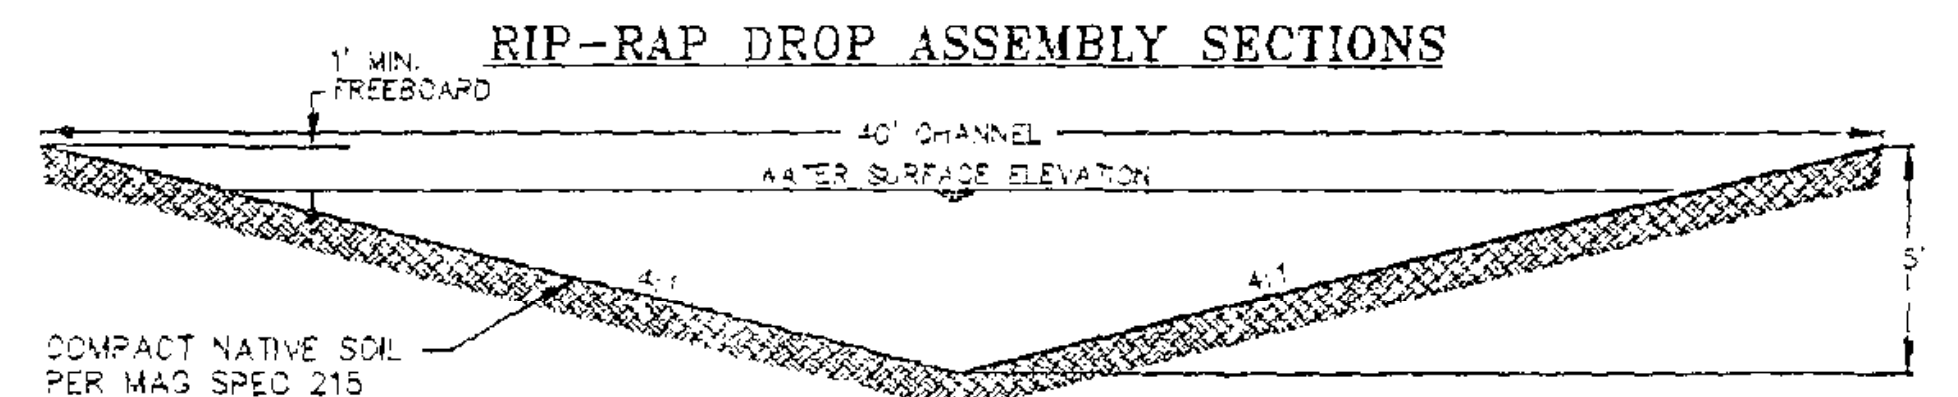 RIP-RAP DROP ASSEMBLY SECTIONS
1' MIN.
FREEBOARD
40' CHANNEL
WATER SURFACE ELEVATION
4:1
4:1
5'
COMPACT NATIVE SOIL
PER MAG SPEC 215